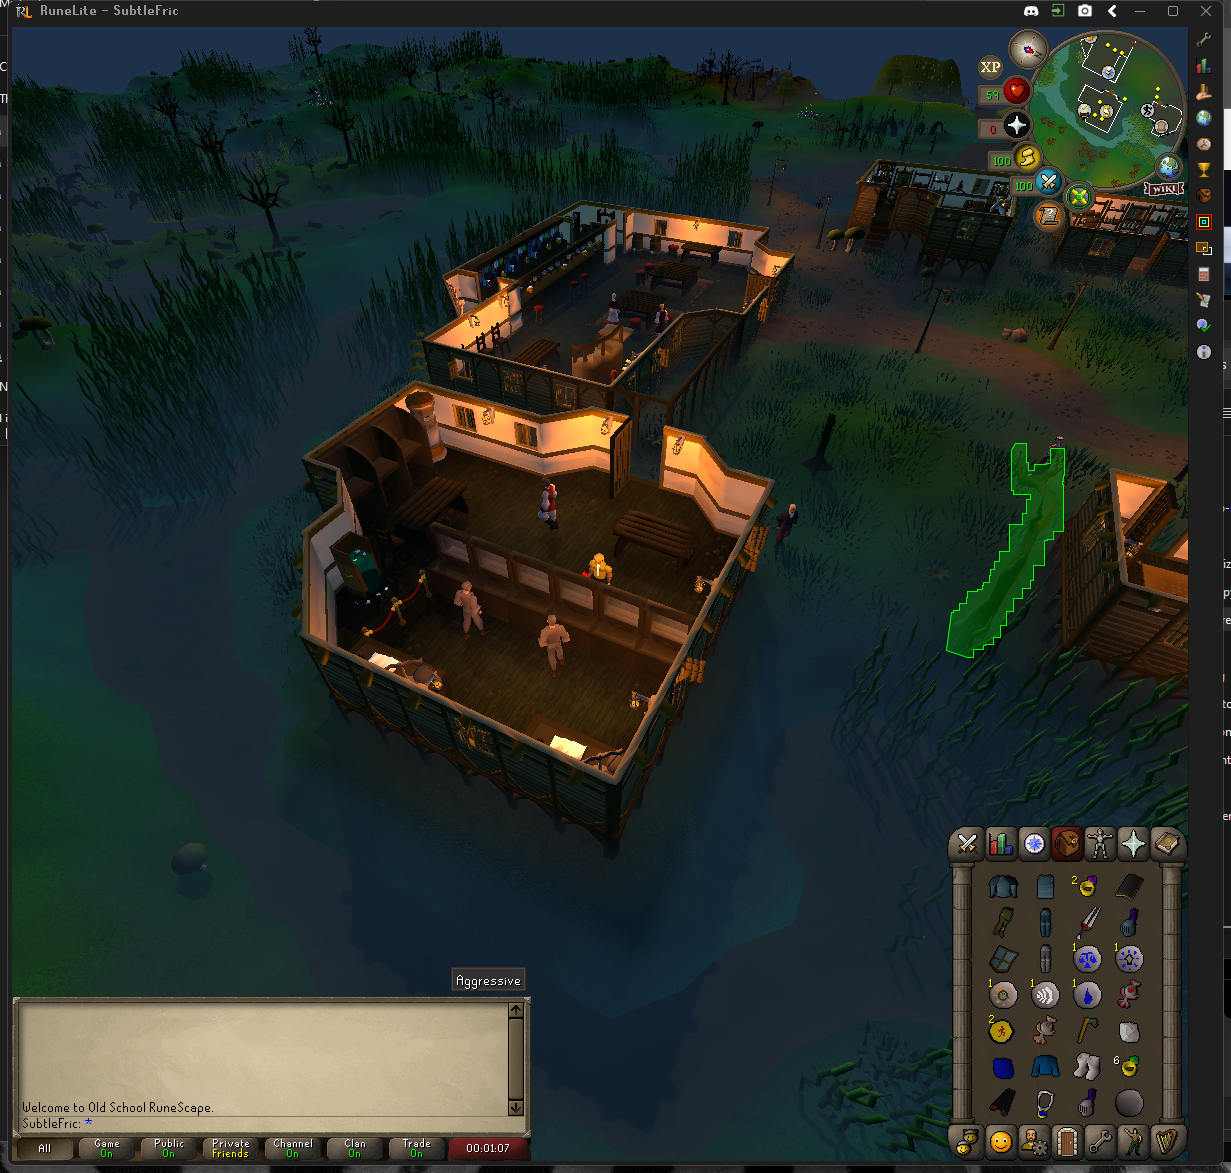 RuneLite - SubtleFric
XP
59
0
100
100
WIKI
2
1
1
1
1
1
2
6
Aggressive
Welcome to Old School RuneScape.
SubtleFric: *
All
Game
On
Public
On
Private
Friends
Channel
On
Clan
On
Trade
On
00:01:07